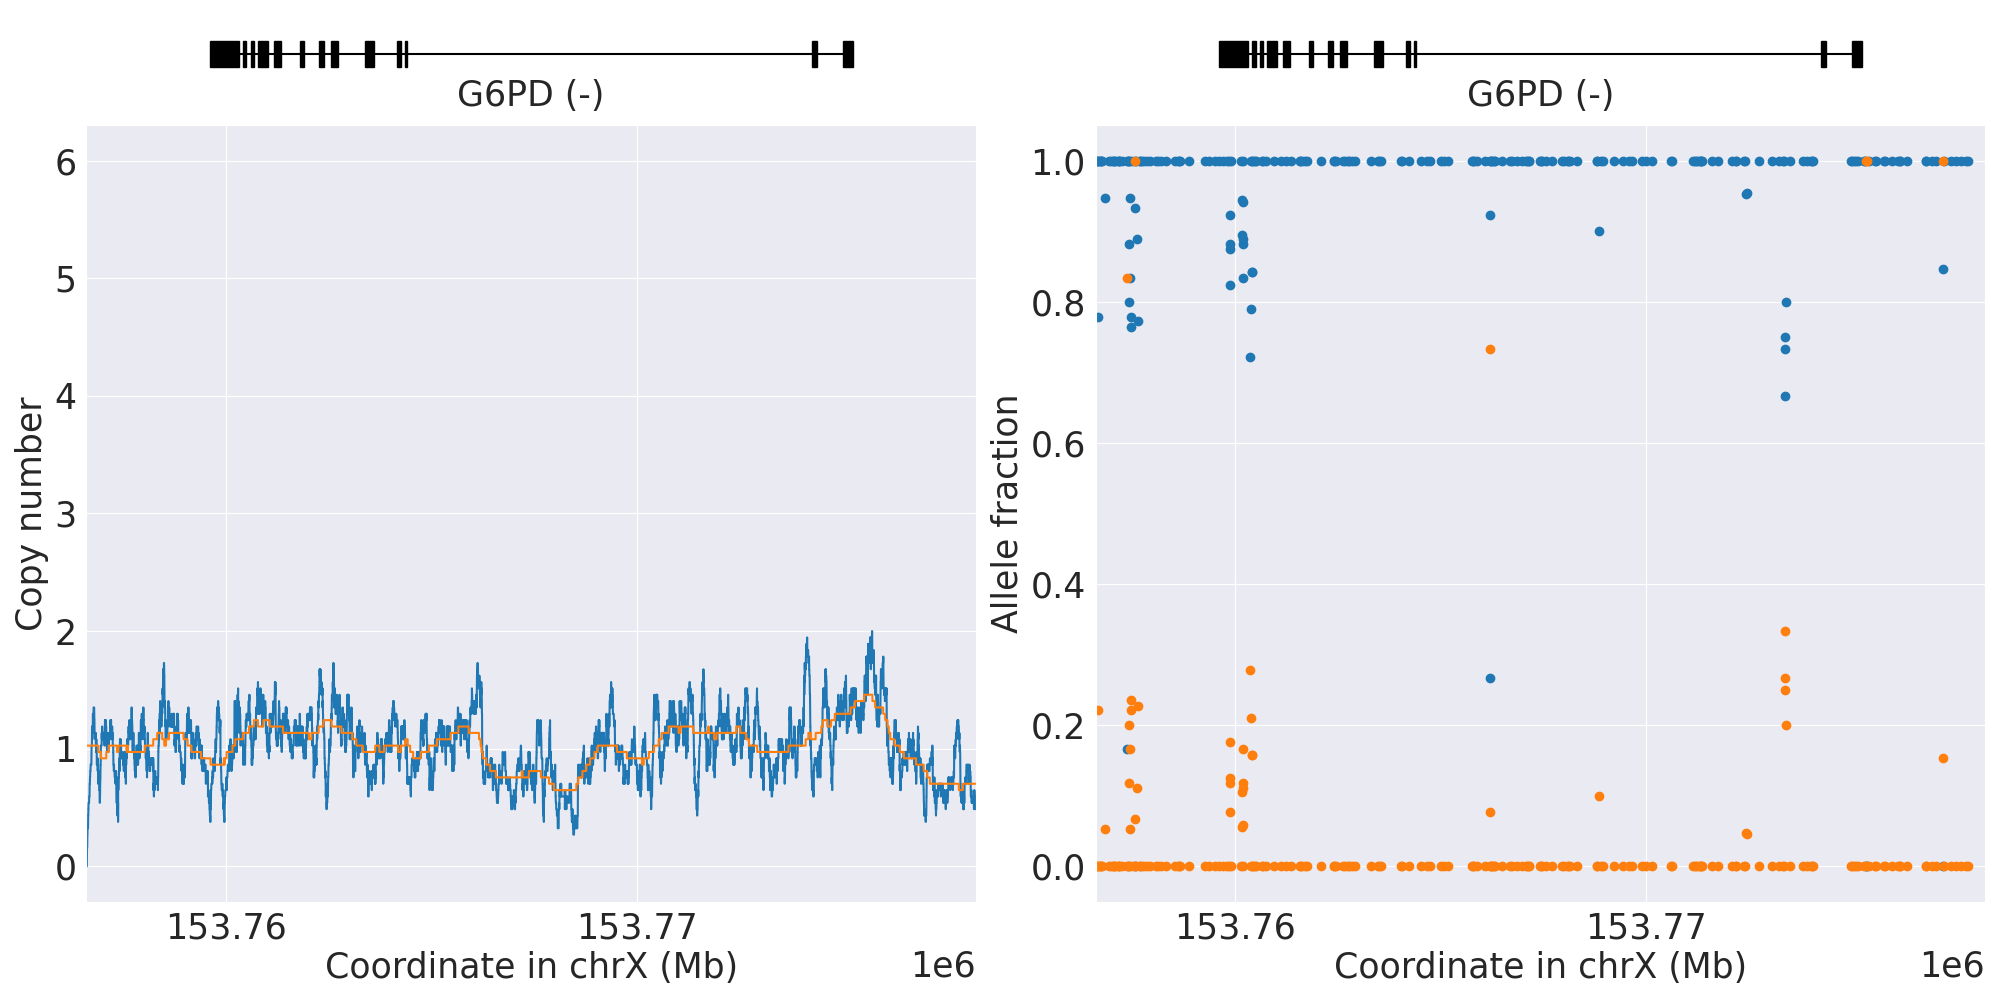 G6PD (-)
6
5
4
3
2
1
0
Copy number
153.76
153.77
Coordinate in chrX (Mb)
1e6
G6PD (-)
1.0
0.8
0.6
0.4
0.2
0.0
Allele fraction
153.76
153.77
Coordinate in chrX (Mb)
1e6